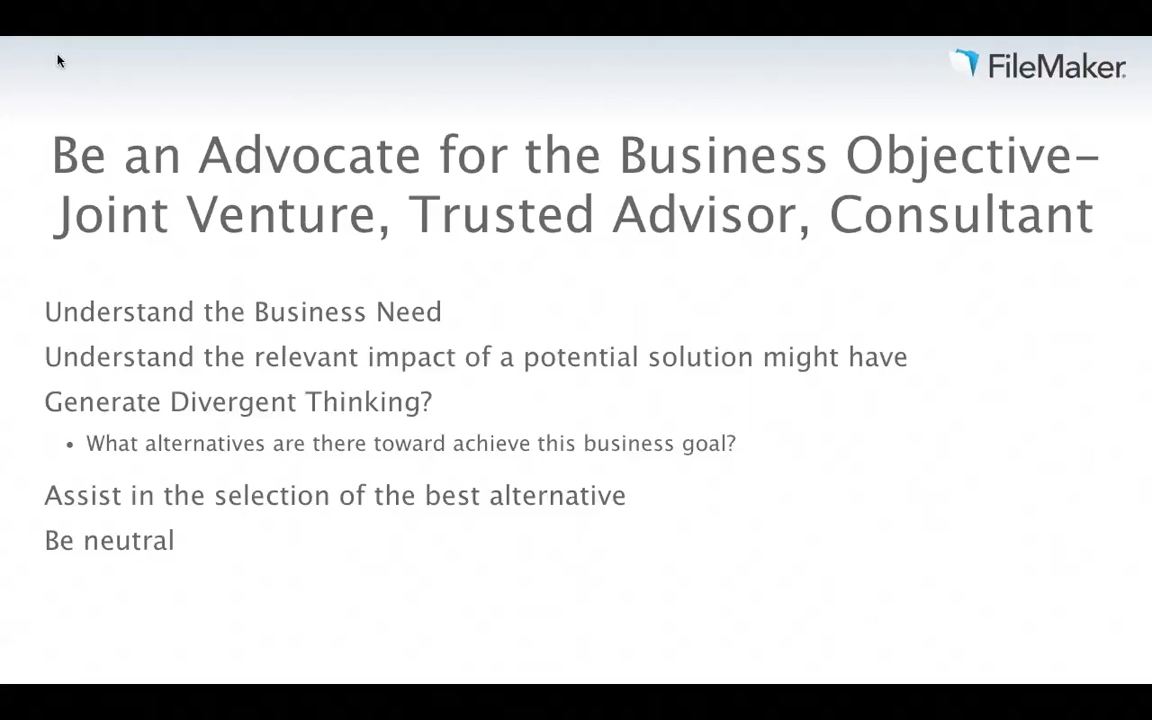 FileMaker
Be an Advocate for the Business Objective–
Joint Venture, Trusted Advisor, Consultant
Understand the Business Need
Understand the relevant impact of a potential solution might have
Generate Divergent Thinking?
• What alternatives are there toward achieve this business goal?
Assist in the selection of the best alternative
Be neutral